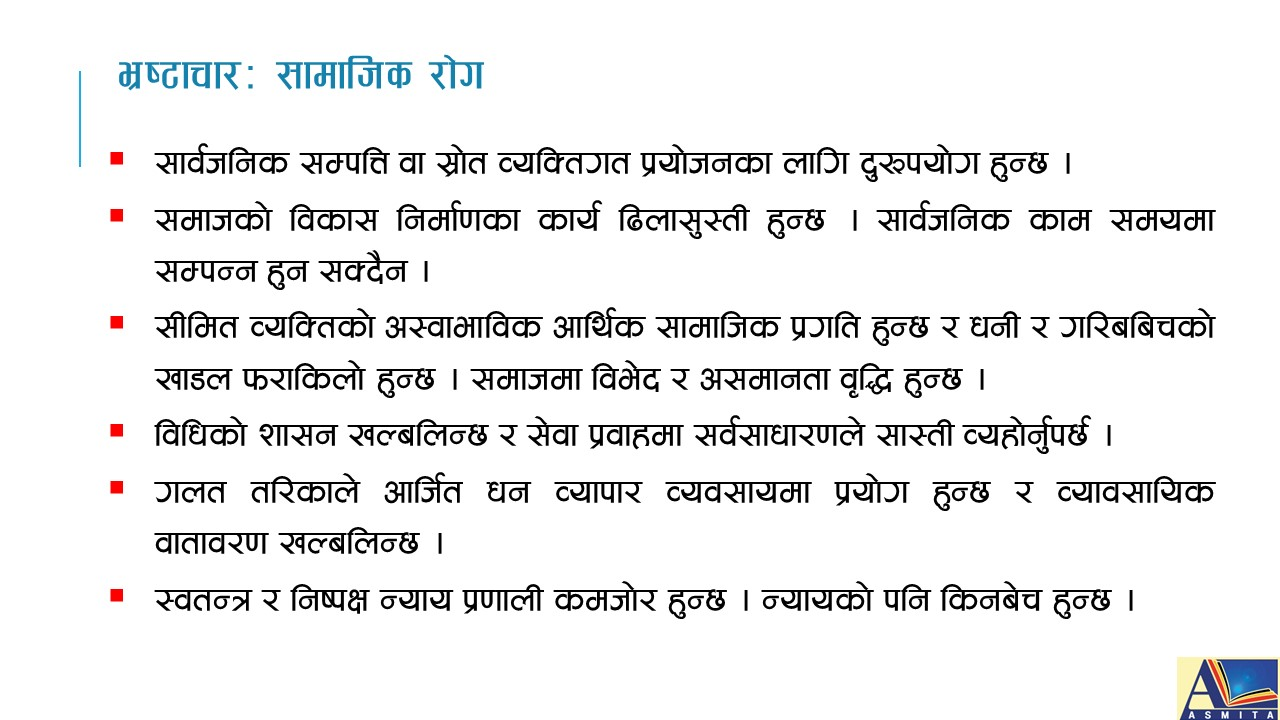 भ्रष्टाचार: सामाजिक रोग
▪ सार्वजनिक सम्पत्ति वा स्रोत व्यक्तिगत प्रयोजनका लागि दुरुपयोग हुन्छ ।
▪ समाजको विकास निर्माणका कार्य ढिलासुस्ती हुन्छ । सार्वजनिक काम समयमा
सम्पन्न हुन सक्दैन ।
▪ सीमित व्यक्तिको अस्वाभाविक आर्थिक सामाजिक प्रगति हुन्छ र धनी र गरिबबिचको
खाडल फराकिलो हुन्छ । समाजमा विभेद र असमानता वृद्धि हुन्छ ।
▪ विधिको शासन खल्बलिन्छ र सेवा प्रवाहमा सर्वसाधारणले सास्ती व्यहोर्नुपर्छ ।
▪ गलत तरिकाले आर्जित धन व्यापार व्यवसायमा प्रयोग हुन्छ र व्यावसायिक
वातावरण खल्बलिन्छ ।
▪ स्वतन्त्र र निष्पक्ष न्याय प्रणाली कमजोर हुन्छ । न्यायको पनि किनबेच हुन्छ ।
ASMITA